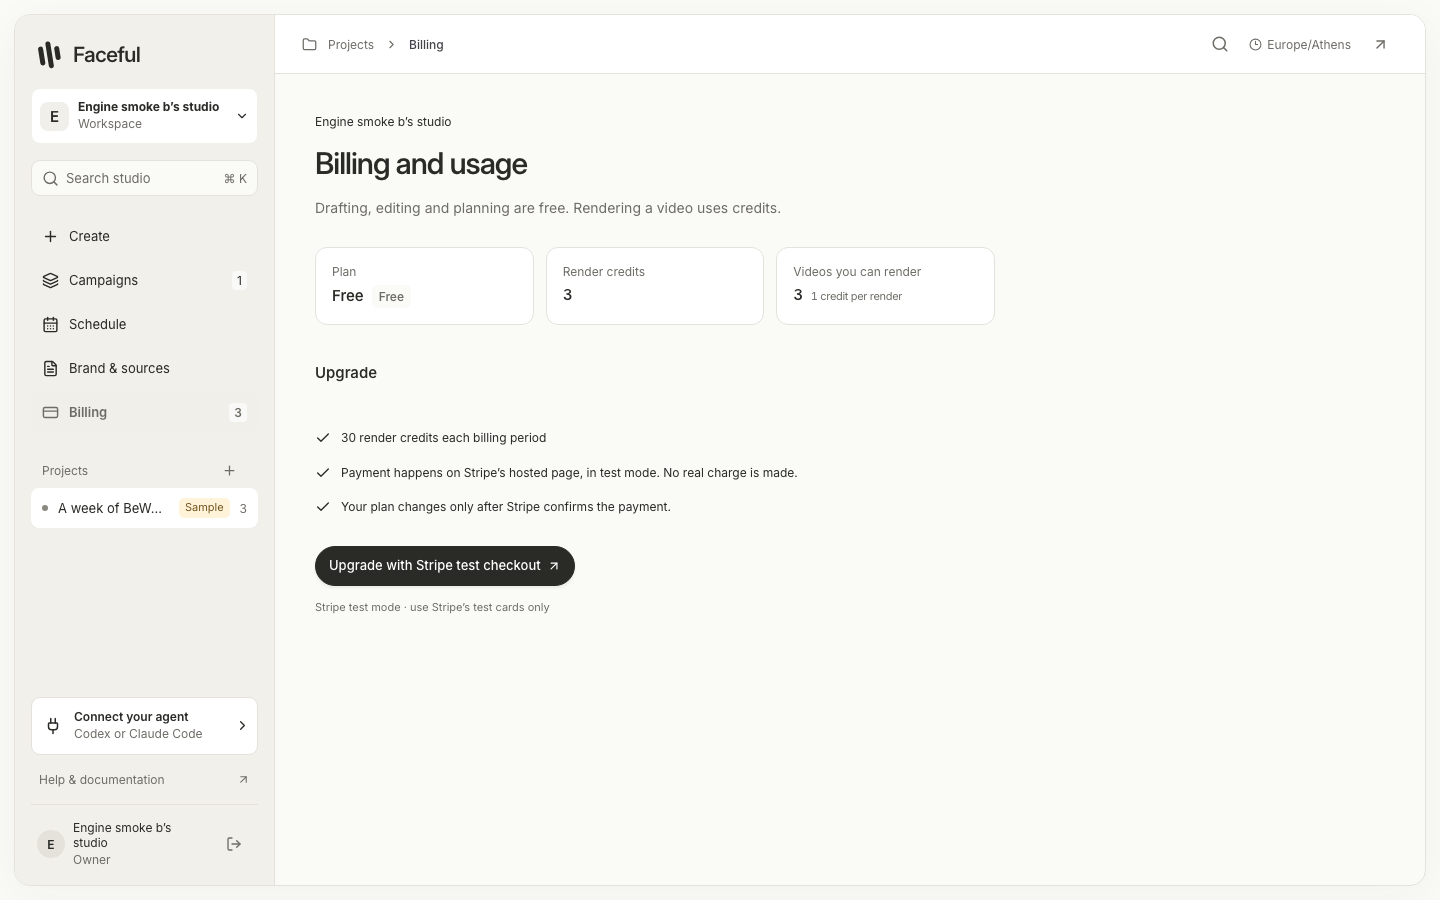 Faceful
E
Engine smoke b’s studio
Workspace
Search studio
⌘ K
Create
Campaigns
1
Schedule
Brand & sources
Billing
3
Projects
A week of BeW...
Sample
3
Connect your agent
Codex or Claude Code
Help & documentation
E
Engine smoke b’s
studio
Owner
Projects
Billing
Europe/Athens
Engine smoke b’s studio
Billing and usage
Drafting, editing and planning are free. Rendering a video uses credits.
Plan
Free
Free
Render credits
3
Videos you can render
3
1 credit per render
Upgrade
30 render credits each billing period
Payment happens on Stripe’s hosted page, in test mode. No real charge is made.
Your plan changes only after Stripe confirms the payment.
Upgrade with Stripe test checkout
Stripe test mode · use Stripe’s test cards only